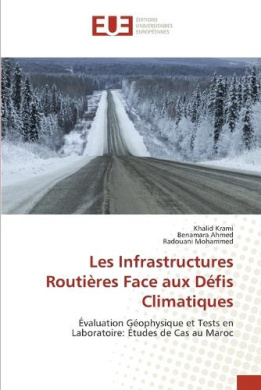 EUE
ÉDITIONS
UNIVERSITAIRES
EUROPÉENNES
Khalid Krami
Benamara Ahmed
Radouani Mohammed
Les Infrastructures
Routières Face aux Défis
Climatiques
Évaluation Géophysique et Tests en
Laboratoire: Études de Cas au Maroc